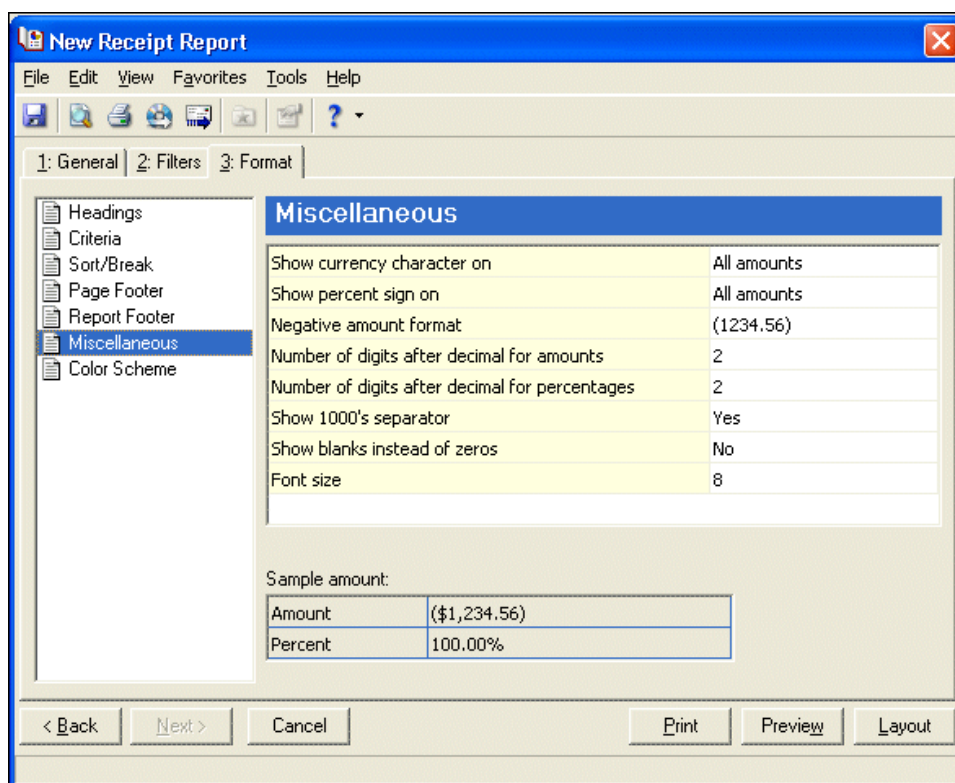 New Receipt Report
File Edit View Favorites Tools Help
?
1: General 2: Filters 3: Format
Headings
Criteria
Sort/Break
Page Footer
Report Footer
Miscellaneous
Color Scheme
Miscellaneous
Show currency character on All amounts
Show percent sign on All amounts
Negative amount format (1234.56)
Number of digits after decimal for amounts 2
Number of digits after decimal for percentages 2
Show 1000's separator Yes
Show blanks instead of zeros No
Font size 8
Sample amount:
Amount ($1,234.56)
Percent 100.00%
< Back Next > Cancel Print Preview Layout